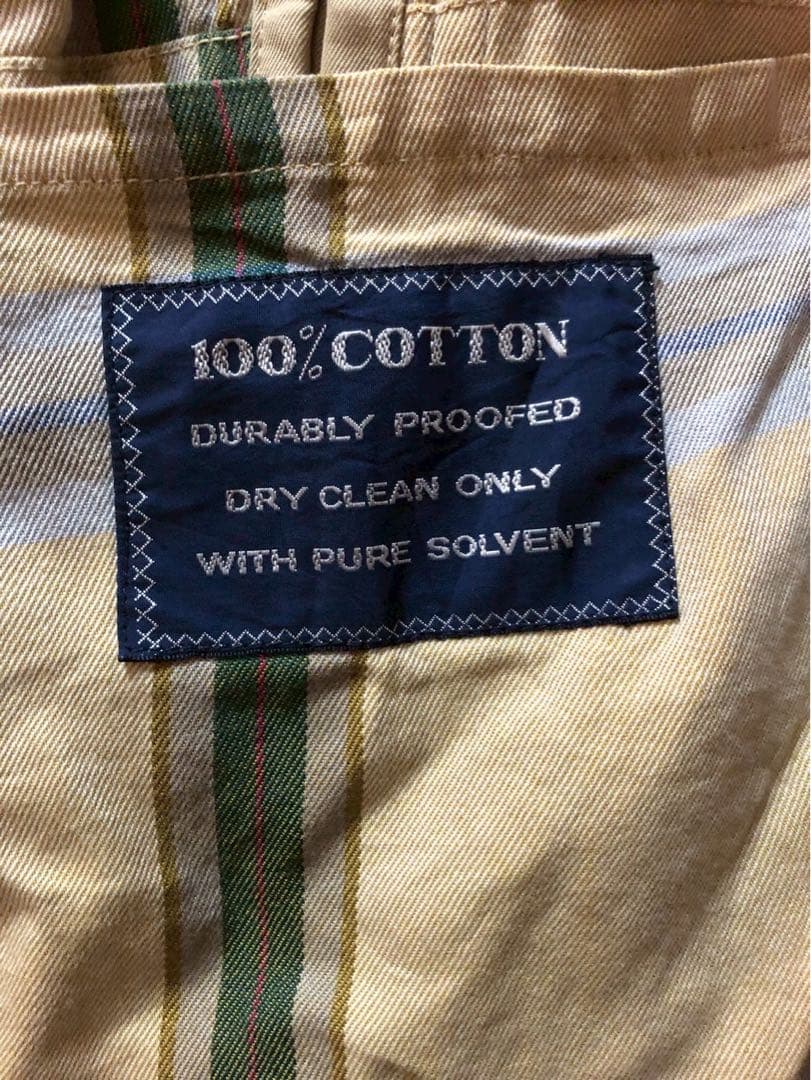 100% COTTON
DURABLY PROOFED
DRY CLEAN ONLY
WITH PURE SOLVENT